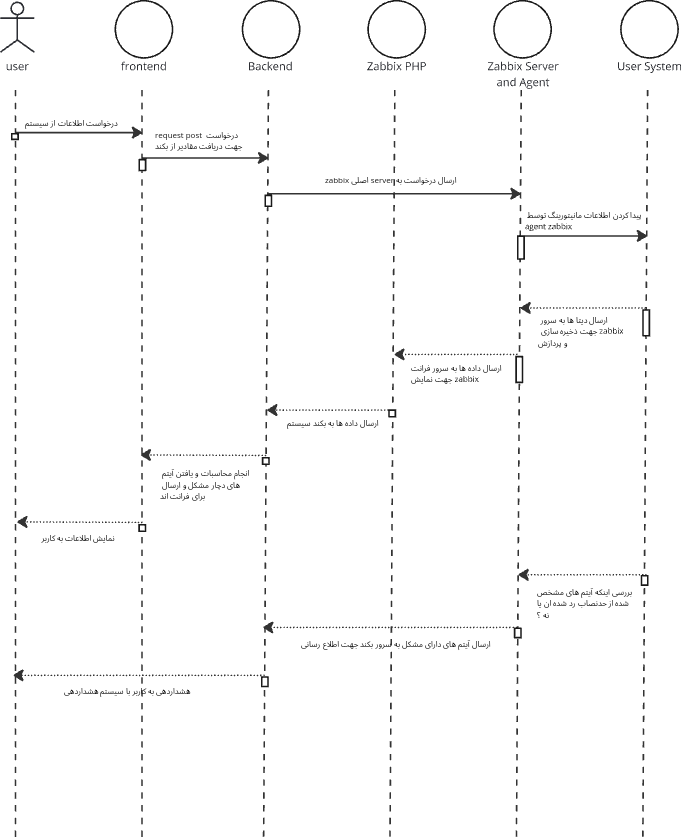 user
frontend
Backend
Zabbix PHP
Zabbix Server
and Agent
User System
درخواست اطلاعات از سیستم
درخواست request post
جهت دریافت مقادیر از بکند
ارسال درخواست به server اصلی zabbix
پیدا کردن اطلاعات مانیتورینگ توسط
agent zabbix
ارسال دیتا ها به سرور
zabbix جهت ذخیره سازی
و پردازش
ارسال داده ها به سرور فرانت
zabbix جهت نمایش
ارسال داده ها به بکند سیستم
انجام محاسبات و یافتن آیتم
های دچار مشکل و ارسال
برای فرانت اند
نمایش اطلاعات به کاربر
بررسی اینکه آیتم های مشخص
شده از حدنصاب رد شده ان یا
نه ؟
ارسال آیتم های دارای مشکل به سرور بکند جهت اطلاع رسانی
هشداردهی به کاربر با سیستم هشداردهی